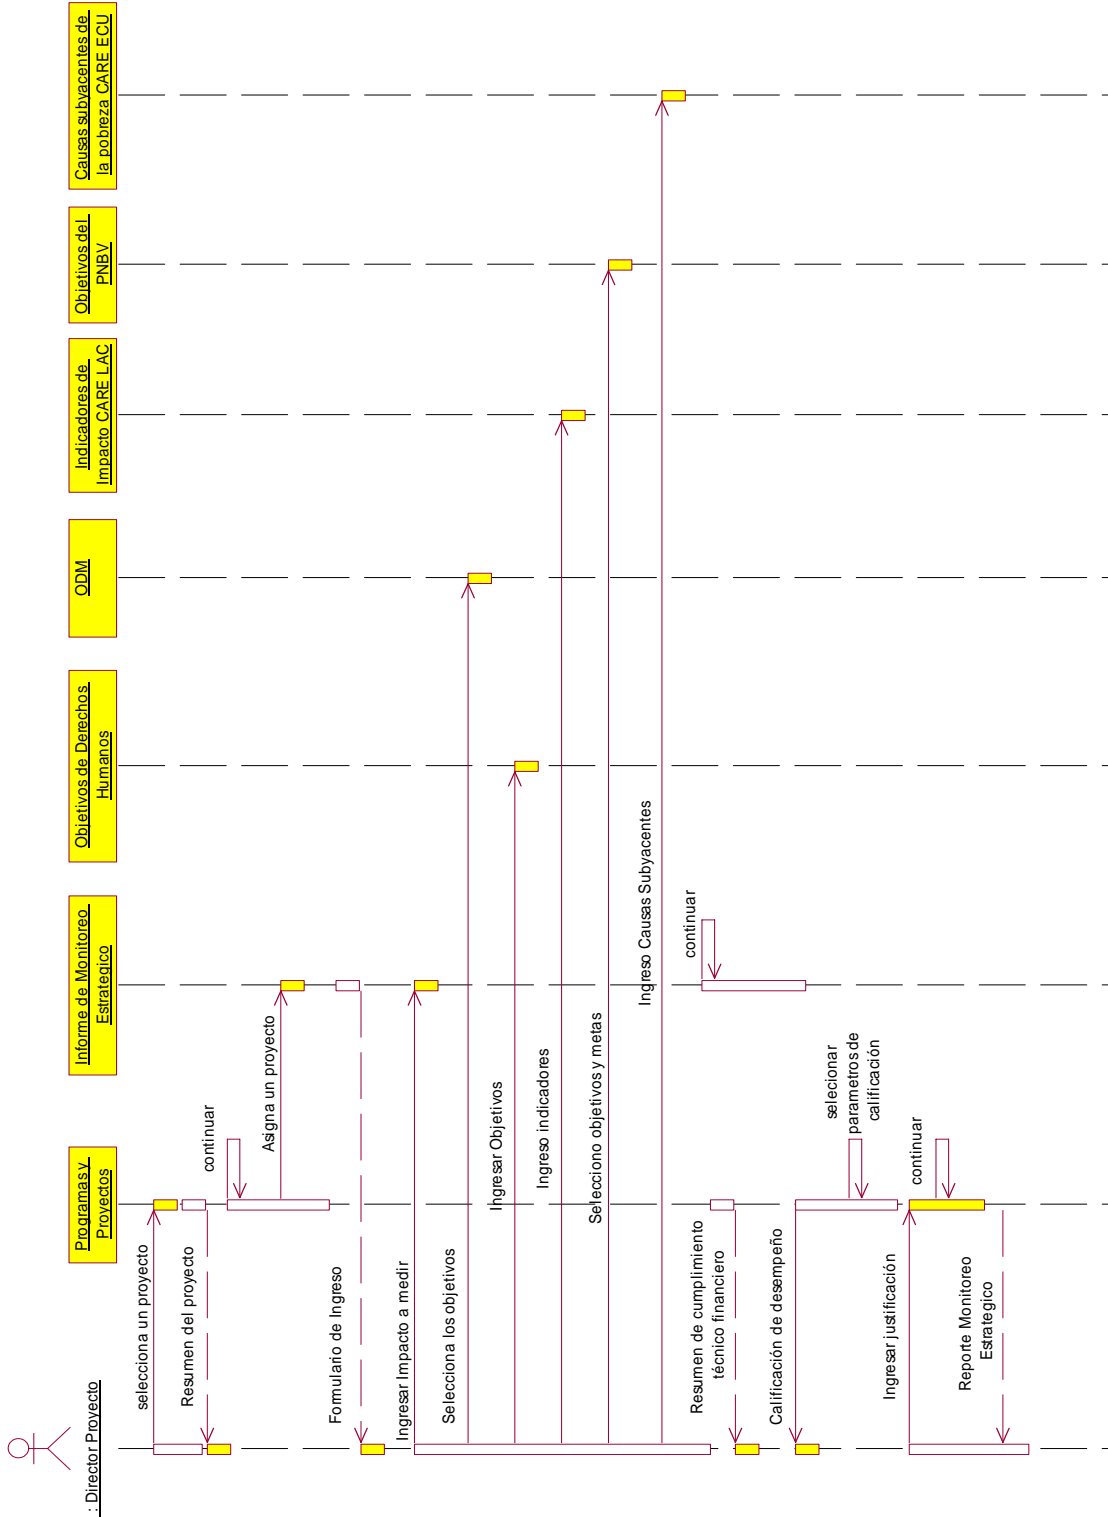 : Director Proyecto
Programas y
Proyectos
Informe de Monitoreo
Estrategico
Objetivos de Derechos
Humanos
ODM
Indicadores de
Impacto CARE LAC
Objetivos del
PNBV
Causas subyacentes de
la pobreza CARE ECU
selecciona un proyecto
Resumen del proyecto
continuar
Asigna un proyecto
Formulario de Ingreso
Ingresar Impacto a medir
Selecciona los objetivos
Ingresar Objetivos
Ingreso indicadores
Selecciono objetivos y metas
Ingreso Causas Subyacentes
continuar
Resumen de cumplimiento
técnico financiero
Calificación de desempeño
selecionar
parametros de
calificación
Ingresar justificación
continuar
Reporte Monitoreo
Estrategico